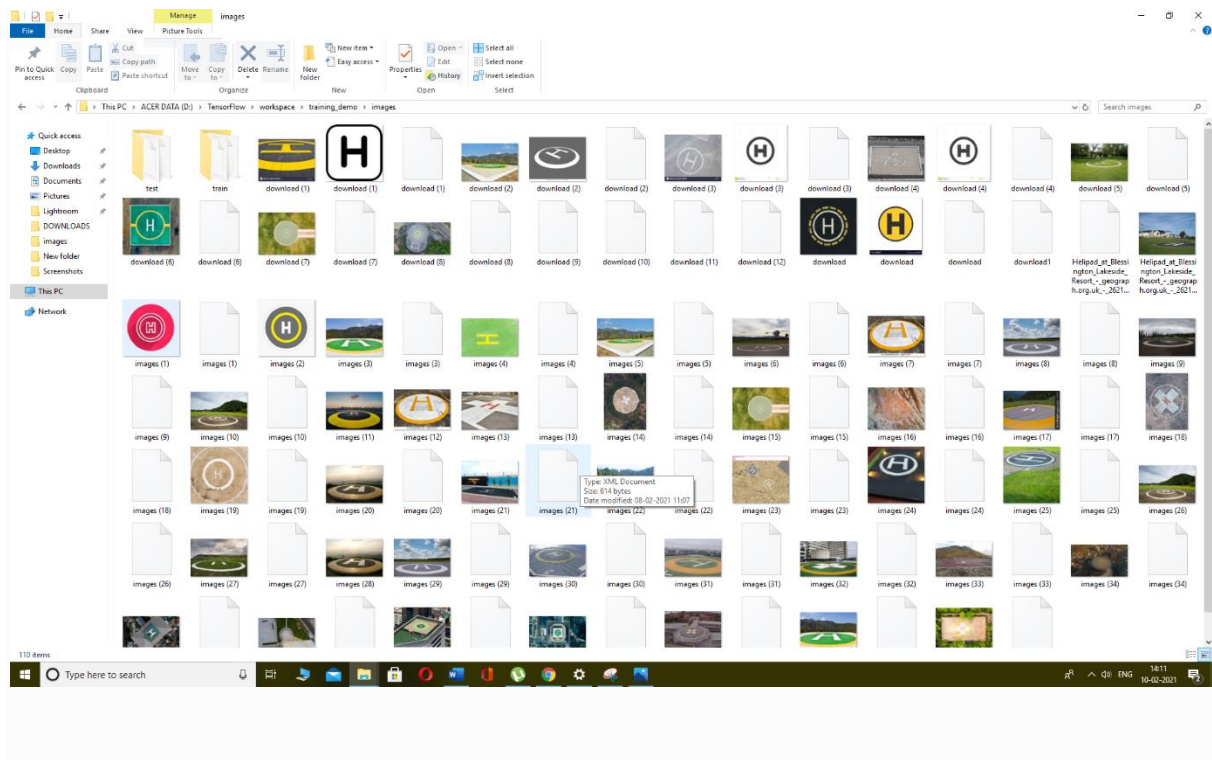 Manage images
File Home Share View Picture Tools
Pin to Quick access
Copy
Paste
Cut
Copy path
Paste shortcut
Move to
Copy to
Delete
Rename
New folder
New item
Easy access
Properties
Open
Edit
History
Select all
Select none
Invert selection
Clipboard Organize New Open Select
This PC > ACER DATA (D:) > TensorFlow > workspace > training_demo > images
Search images
Quick access
Desktop
Downloads
Documents
Pictures
Lightroom
DOWNLOADS
images
New folder
Screenshots
This PC
Network
test train download (1) download (1) download (1) download (2) download (2) download (2) download (3) download (3) download (3) download (4) download (4) download (4) download (5) download (5)
download (6) download (6) download (7) download (7) download (8) download (8) download (9) download (10) download (11) download (12) download download download download1 Helipad_at_Blessington_Lakeside_Resort_-_geograph.org.uk_-_2621... Helipad_at_Blessington_Lakeside_Resort_-_geograph.org.uk_-_2621...
images (1) images (1) images (2) images (3) images (3) images (4) images (4) images (5) images (5) images (6) images (6) images (7) images (7) images (8) images (8) images (9)
images (9) images (10) images (10) images (11) images (12) images (13) images (13) images (14) images (14) images (15) images (15) images (16) images (16) images (17) images (17) images (18)
images (18) images (19) images (19) images (20) images (20) images (21) images (21) images (22) images (22) images (23) images (23) images (24) images (24) images (25) images (25) images (26)
Type: XML Document
Size: 614 bytes
Date modified: 08-02-2021 11:07
images (26) images (27) images (27) images (28) images (29) images (29) images (30) images (30) images (31) images (31) images (32) images (32) images (33) images (33) images (34) images (34)
110 items
Type here to search
ENG
14:11
10-02-2021